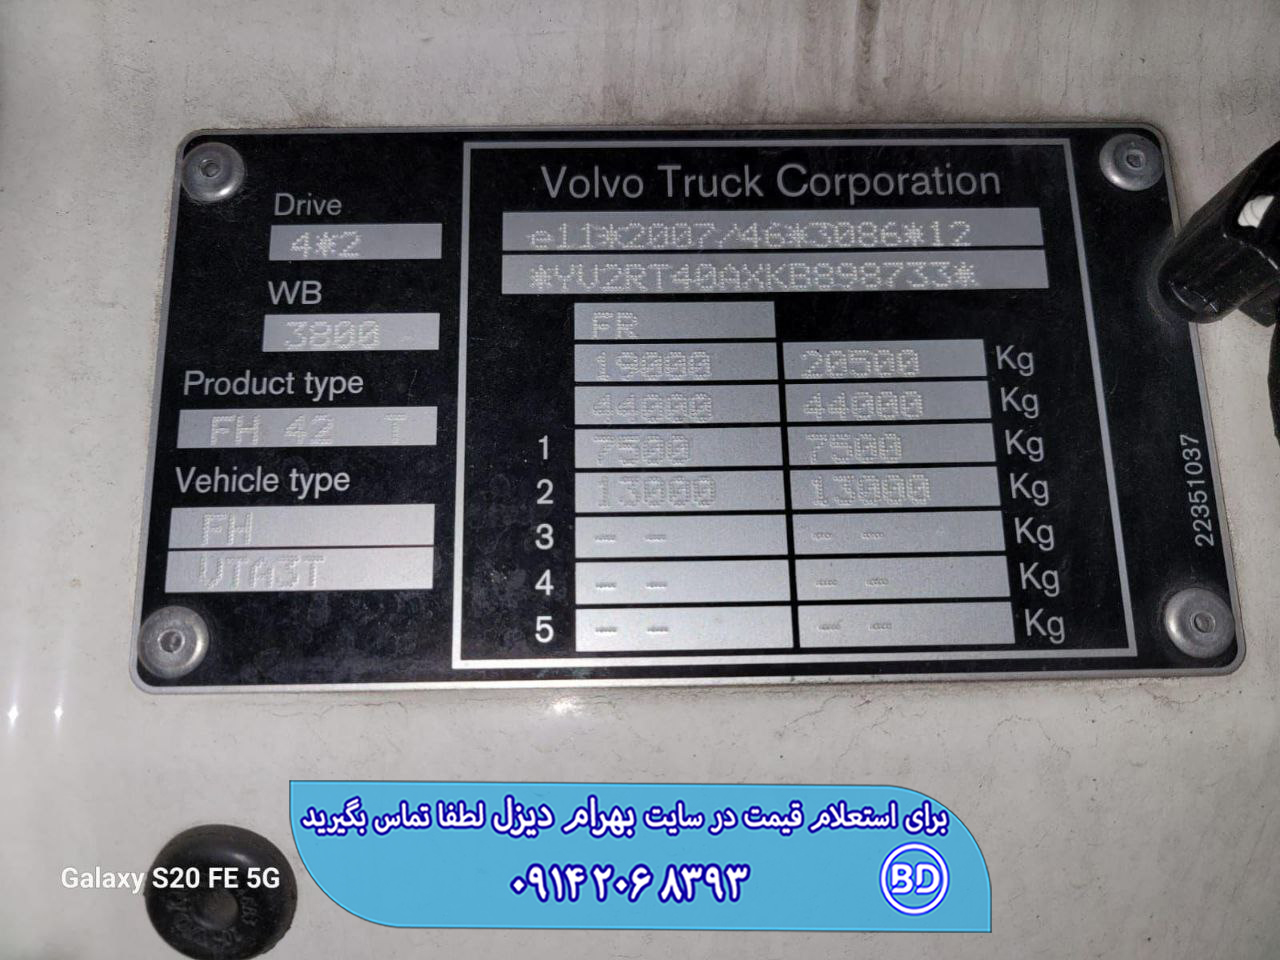 Volvo Truck Corporation
e11*2007/46*3086*12
*YV2RT40AXKB898733*
Drive
4*2
WB
3800
Product type
FH 42 T
Vehicle type
FH
VTA3T
FR
19000 20500 Kg
44000 44000 Kg
1 7500 7500 Kg
2 13000 13000 Kg
3 -- -- -- -- Kg
4 -- -- -- -- Kg
5 -- -- -- -- Kg
22351037
برای استعلام قیمت در سایت بهرام دیزل لطفا تماس بگیرید
۰۹۱۴ ۲۰۶ ۸۳۹۳
BD
Galaxy S20 FE 5G